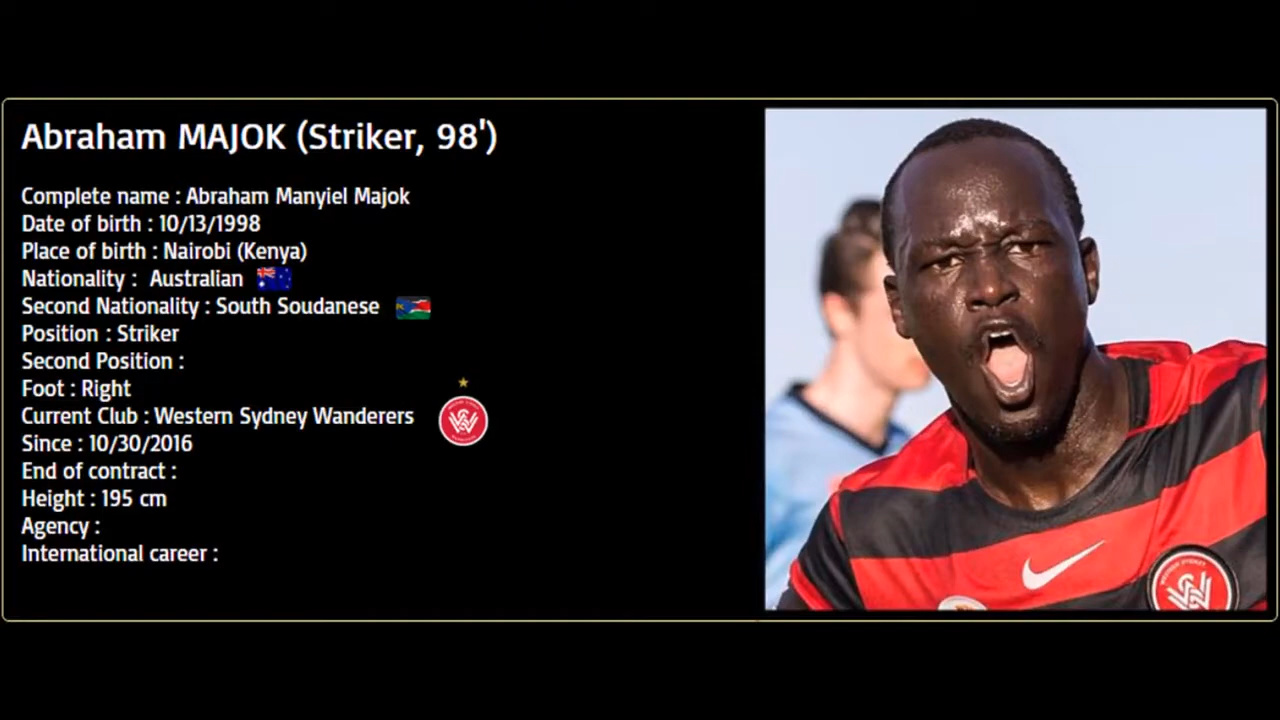 Abraham MAJOK (Striker, 98')
Complete name : Abraham Manyiel Majok
Date of birth : 10/13/1998
Place of birth : Nairobi (Kenya)
Nationality : Australian
Second Nationality : South Soudanese
Position : Striker
Second Position :
Foot : Right
Current Club : Western Sydney Wanderers
Since : 10/30/2016
End of contract :
Height : 195 cm
Agency :
International career :